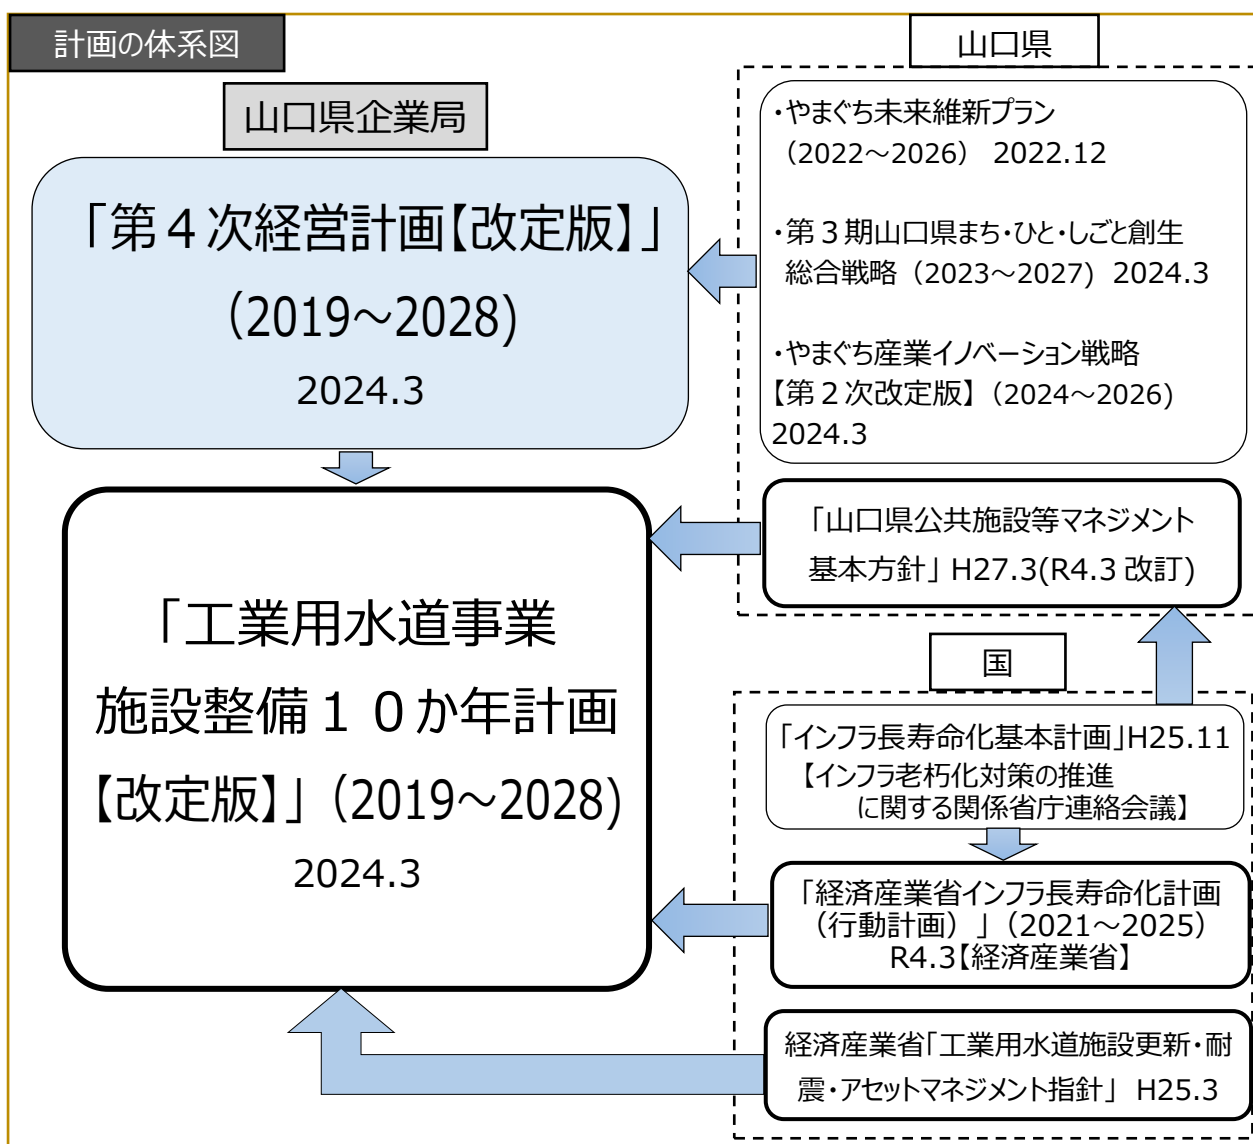 計画の体系図
山口県企業局
「第４次経営計画【改定版】」
（2019～2028)
2024.3
「工業用水道事業
施設整備１０か年計画
【改定版】」（2019～2028)
2024.3
山口県
・やまぐち未来維新プラン
（2022～2026） 2022.12
・第３期山口県まち・ひと・しごと創生
総合戦略（2023～2027) 2024.3
・やまぐち産業イノベーション戦略
【第２次改定版】（2024～2026)
2024.3
「山口県公共施設等マネジメント
基本方針」H27.3(R4.3 改訂)
国
「インフラ長寿命化基本計画」H25.11
【インフラ老朽化対策の推進
に関する関係省庁連絡会議】
「経済産業省インフラ長寿命化計画
（行動計画）」（2021～2025）
R4.3【経済産業省】
経済産業省「工業用水道施設更新・耐
震・アセットマネジメント指針」 H25.3